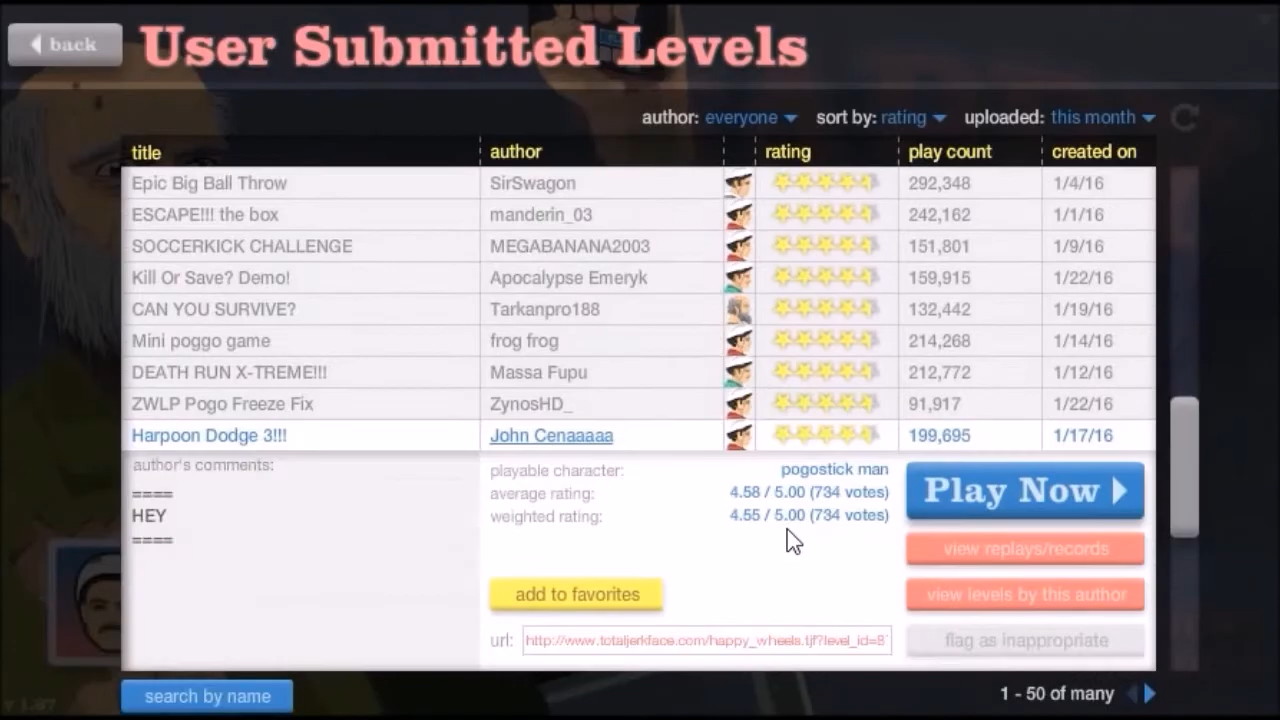 back
User Submitted Levels
author: everyone sort by: rating uploaded: this month
title author rating play count created on
Epic Big Ball Throw SirSwagon 292,348 1/4/16
ESCAPE!!! the box manderin_03 242,162 1/1/16
SOCCERKICK CHALLENGE MEGABANANA2003 151,801 1/9/16
Kill Or Save? Demo! Apocalypse Emeryk 159,915 1/22/16
CAN YOU SURVIVE? Tarkanpro188 132,442 1/19/16
Mini poggo game frog frog 214,268 1/14/16
DEATH RUN X-TREME!!! Massa Fupu 212,772 1/12/16
ZWLP Pogo Freeze Fix ZynosHD_ 91,917 1/22/16
Harpoon Dodge 3!!! John Cenaaaaa 199,695 1/17/16
author's comments:
====
HEY
====
playable character: pogostick man
average rating: 4.58 / 5.00 (734 votes)
weighted rating: 4.55 / 5.00 (734 votes)
add to favorites
url: http://www.totaljerkface.com/happy_wheels.tjf?level_id=8
Play Now
view replays/records
view levels by this author
flag as inappropriate
search by name
1 - 50 of many
v 1.87